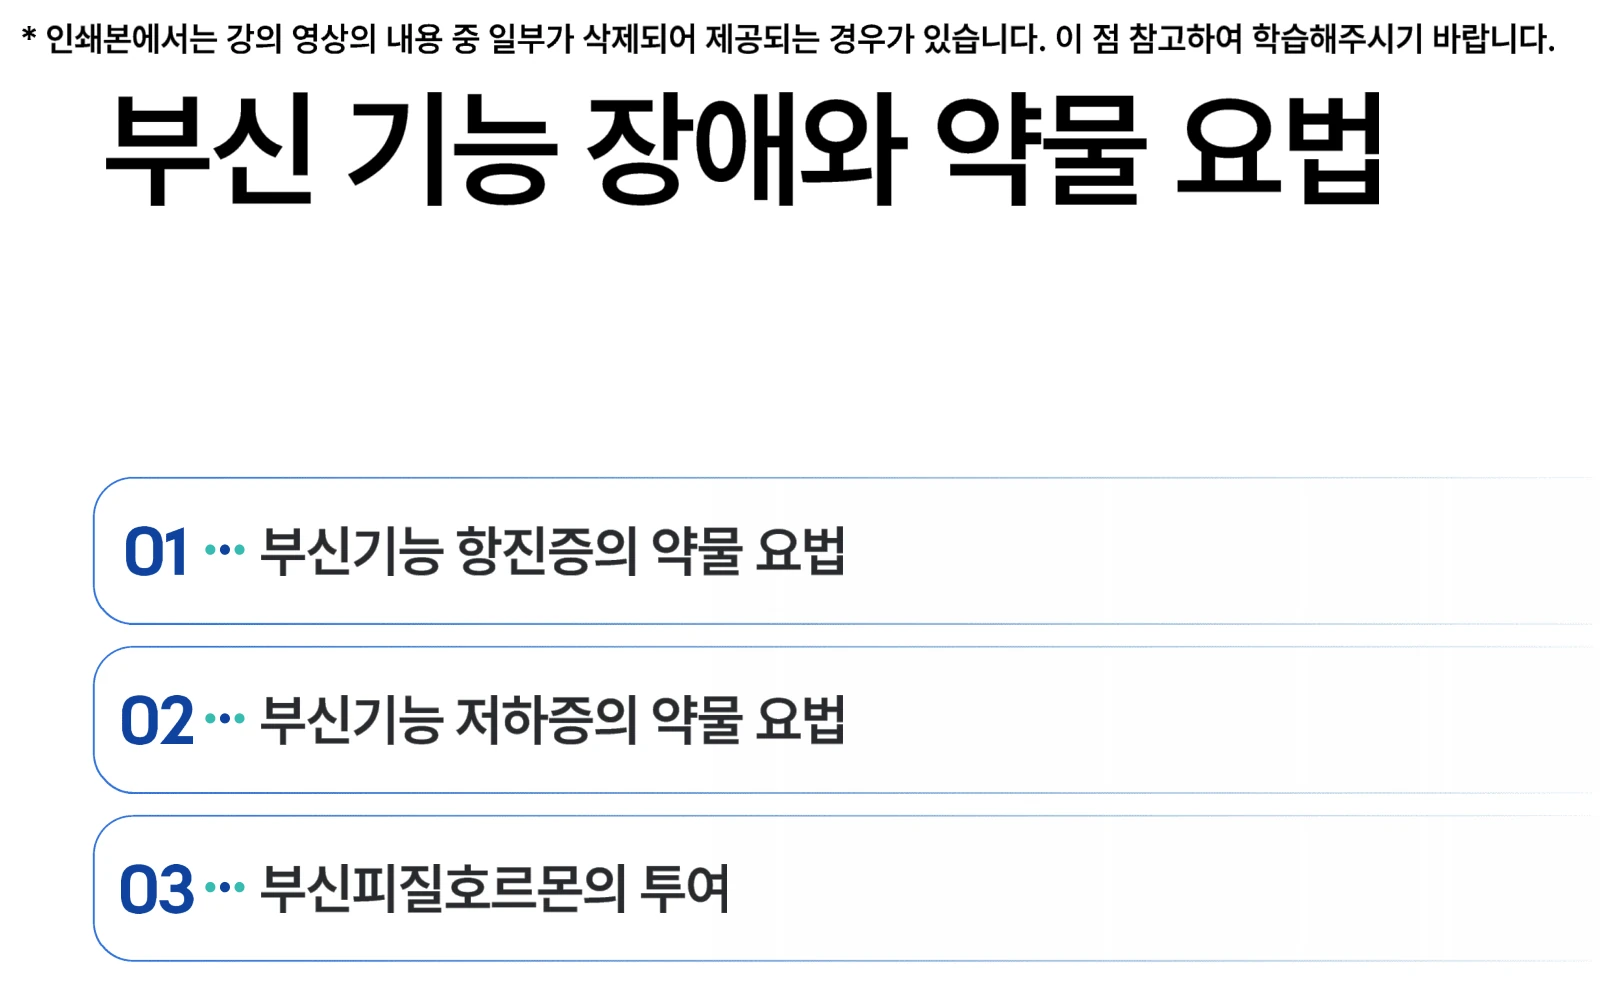 * 인쇄본에서는 강의 영상의 내용 중 일부가 삭제되어 제공되는 경우가 있습니다. 이 점 참고하여 학습해주시기 바랍니다.
부신 기능 장애와 약물 요법
01 ••• 부신기능 항진증의 약물 요법
02 ••• 부신기능 저하증의 약물 요법
03 ••• 부신피질호르몬의 투여